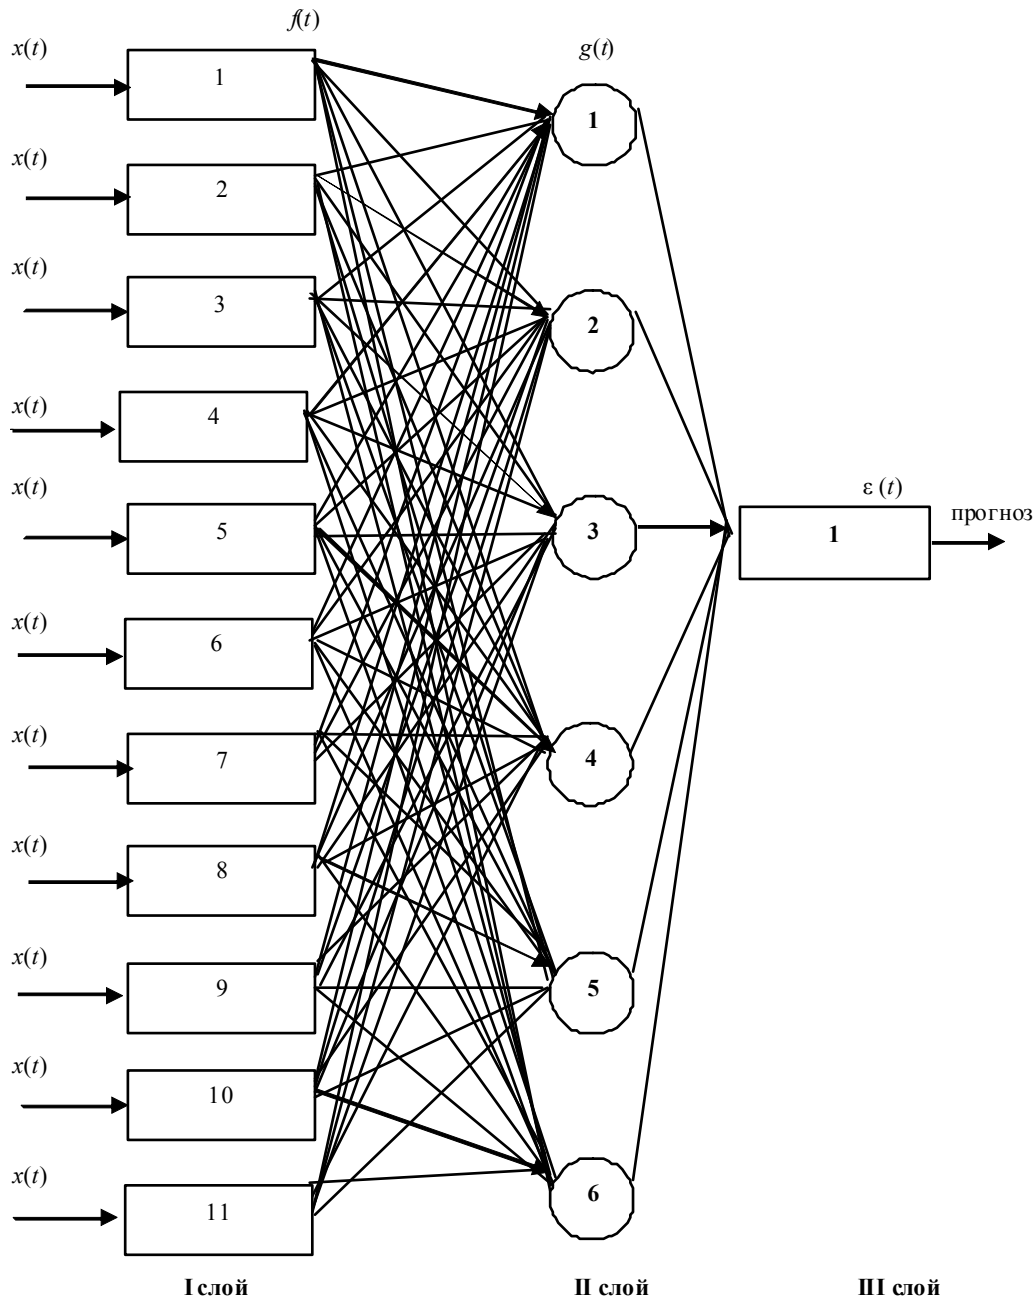 f(t)
x(t)
g(t)
1
1
x(t)
2
x(t)
3
2
x(t)
4
x(t)
ε (t)
5
3
1
прогноз
x(t)
6
x(t)
7
4
x(t)
8
x(t)
9
5
x(t)
10
x(t)
11
6
I слой
II слой
III слой